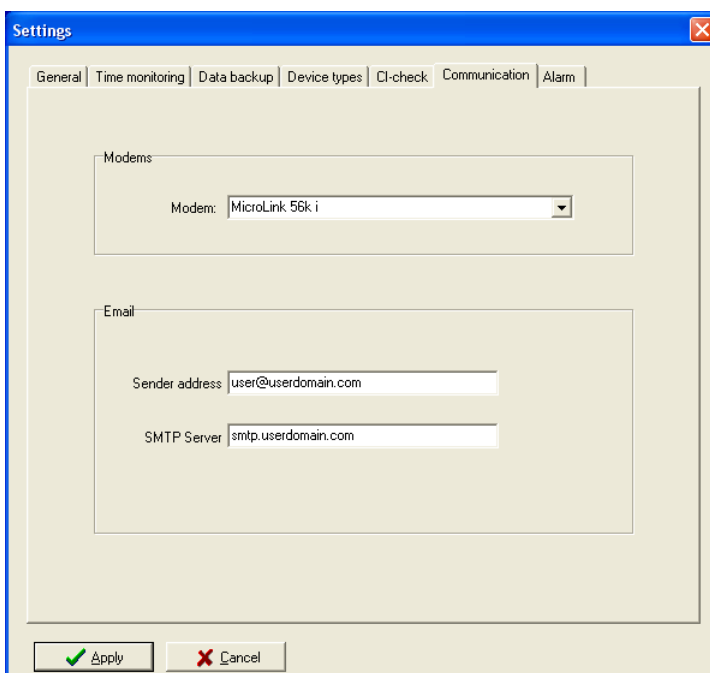 Settings
General Time monitoring Data backup Device types CI-check Communication Alarm
Modems
Modem: MicroLink 56k i
Email
Sender address user@userdomain.com
SMTP Server smtp.userdomain.com
Apply Cancel